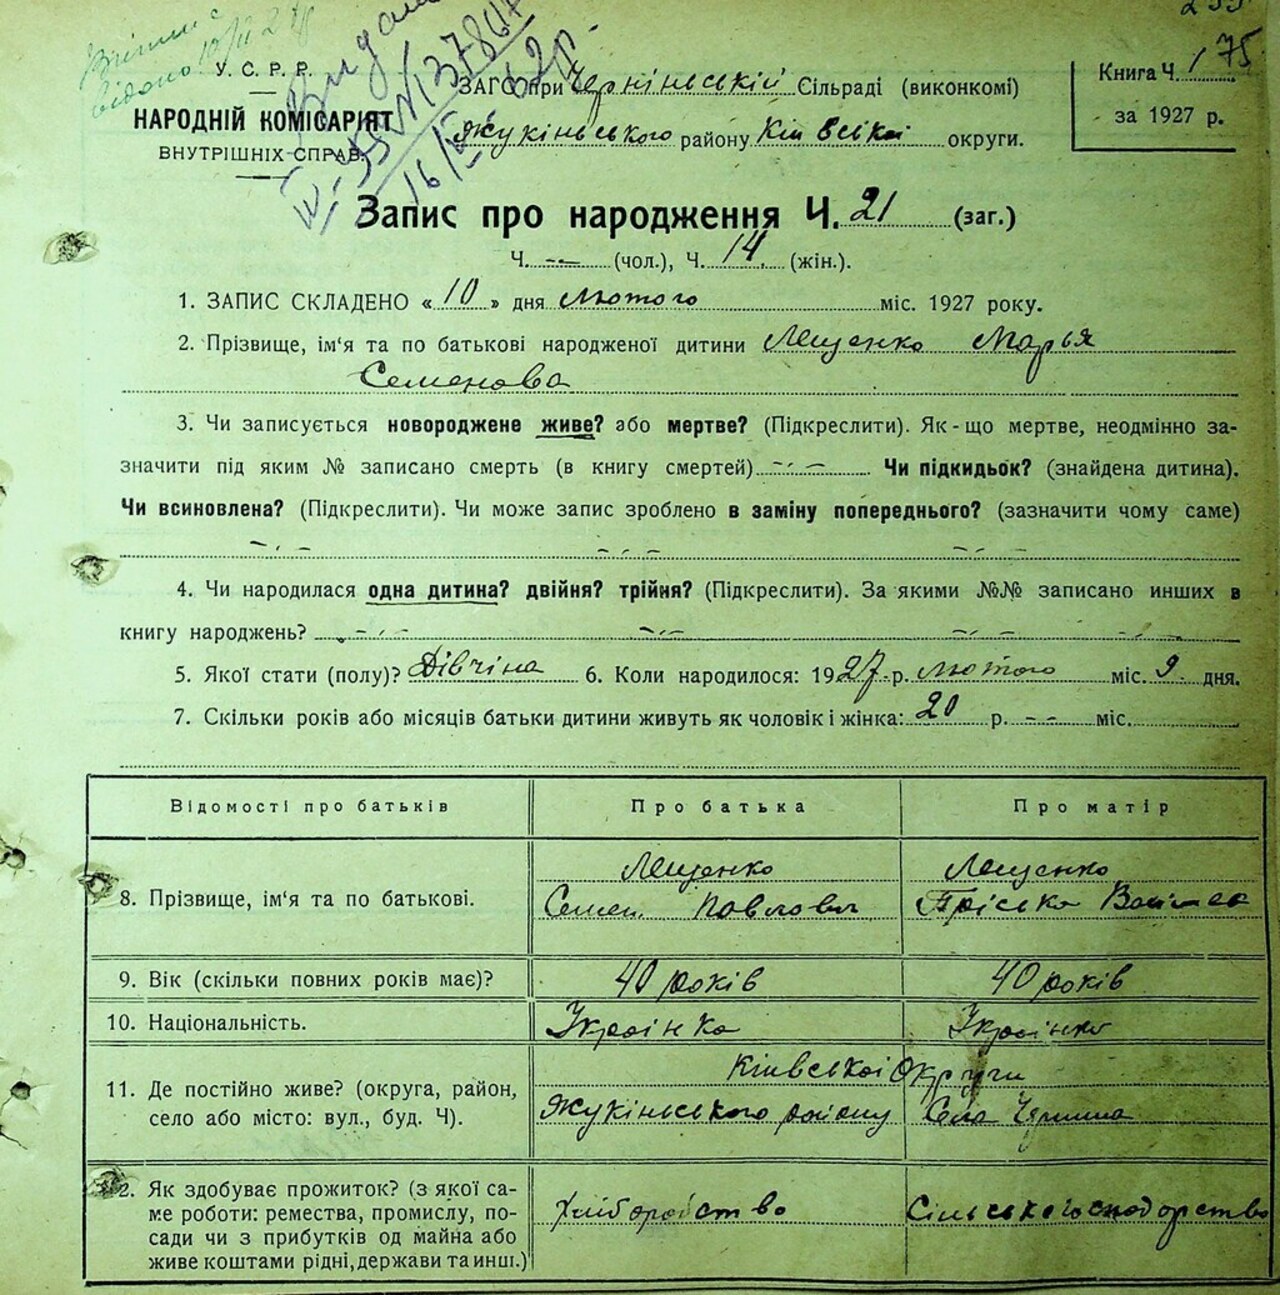 255
175
У. С. Р. Р.
НАРОДНІЙ КОМІСАРІЯТ
ВНУТРІШНІХ СПРАВ.
ЗАГС при Чернінській Сільраді (виконкомі)
Жукінського району Київської округи.
Книга Ч. 1
за 1927 р.
Запис про народження Ч. 21 (заг.)
Ч. — (чол.), Ч. 14. (жін.).
1. ЗАПИС СКЛАДЕНО «10» дня Лютого міс. 1927 року.
2. Прізвище, ім‘я та по батькові народженої дитини Лещенко Марья
Семенова
3. Чи записується новороджене живе? або мертве? (Підкреслити). Як-що мертве, неодмінно за-
значити під яким № записано смерть (в книгу смертей) Чи підкидьок? (знайдена дитина).
Чи всиновлена? (Підкреслити). Чи може запис зроблено в заміну попереднього? (зазначити чому саме)
4. Чи народилася одна дитина? двійня? трійня? (Підкреслити). За якими №№ записано инших в
книгу народжень?
5. Якої стати (полу)? Дівчіна 6. Коли народилося: 1927 р. лютого міс. 9. дня.
7. Скільки років або місяців батьки дитини живуть як чоловік і жінка: 20 р. — — міс.
Відомості про батьків Про батька Про матір
8. Прізвище, ім‘я та по батькові. Лещенко Семен Павлович Лещенко Пріська
9. Вік (скільки повних років має)? 40 років 40 років
10. Національність. Українка Українка
11. Де постійно живе? (округа, район,
село або місто: вул., буд. Ч).
Київської Округи
Жукінського району Село
12. Як здобуває прожиток? (з якої са-
ме роботи: ремества, промислу, по-
сади чи з прибутків од майна або
живе коштами рідні, держави та инш.)
Хліборобство Сільське господорство